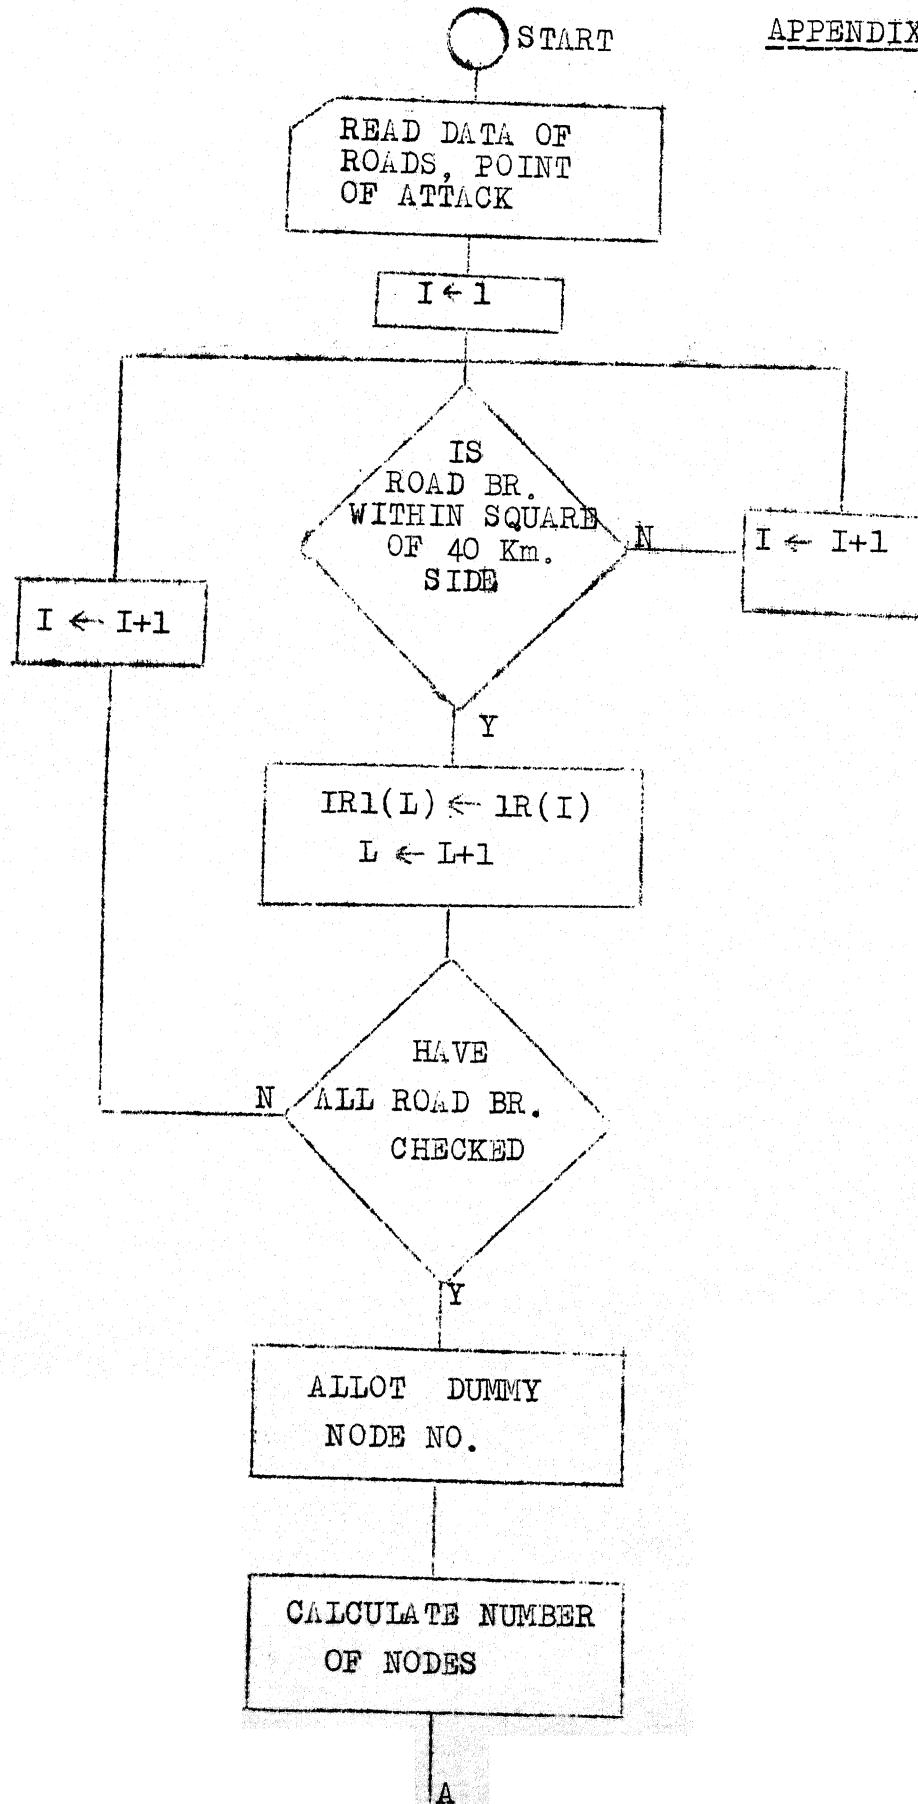 START
APPENDIX
READ DATA OF
ROADS, POINT
OF ATTACK
I ← 1
IS
ROAD BR.
WITHIN SQUARE
OF 40 Km.
SIDE
N
I ← I+1
I ← I+1
Y
IR1(L) ← 1R(I)
L ← L+1
HAVE
N ALL ROAD BR.
CHECKED
Y
ALLOT DUMMY
NODE NO.
CALCULATE NUMBER
OF NODES
A